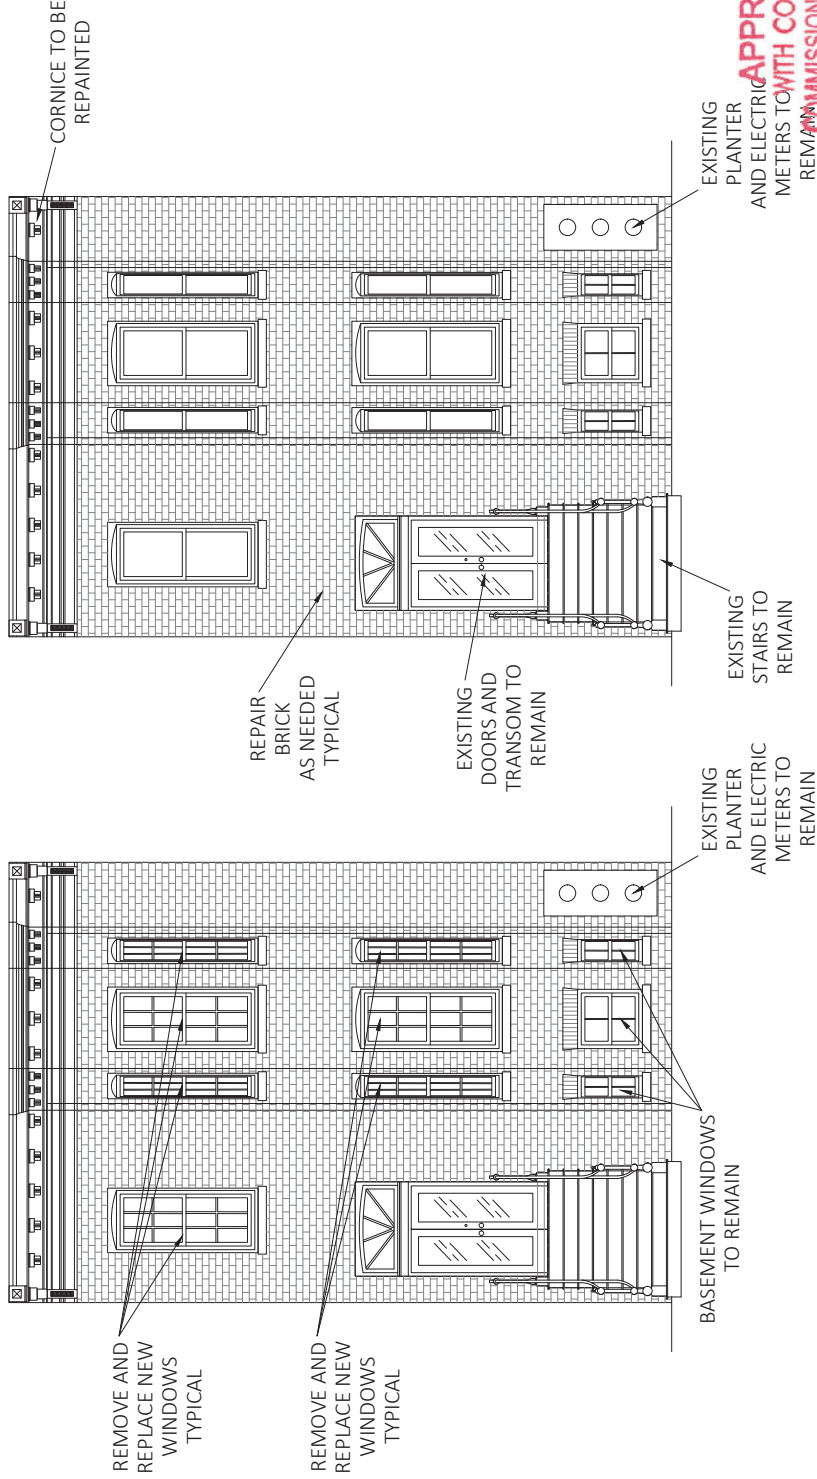 CORNICE TO BE
REPAINTED
REPAIR
BRICK
AS NEEDED
TYPICAL
EXISTING
DOORS AND
TRANSOM TO
REMAIN
EXISTING
STAIRS TO
REMAIN
EXISTING
PLANTER
AND ELECTRIC
METERS TO
REMAIN
APPR
WITH CO
COMMISSION
REMOVE AND
REPLACE NEW
WINDOWS
TYPICAL
REMOVE AND
REPLACE NEW
WINDOWS
TYPICAL
BASEMENT WINDOWS
TO REMAIN
EXISTING
PLANTER
AND ELECTRIC
METERS TO
REMAIN